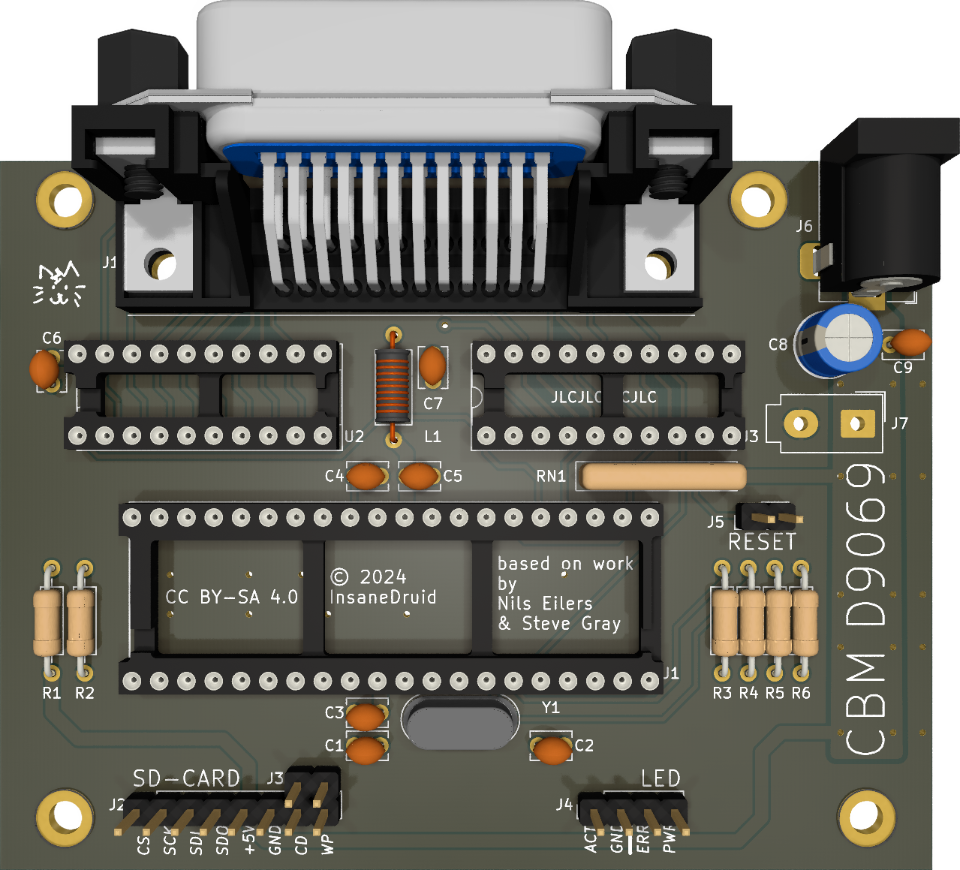 J6
J1
C6
C8
C9
C7
JLCJLC CJLC
U2
L1
J3
J7
C4
C5
RN1
J5
RESET
CBM D9069
CC BY-SA 4.0
© 2024
InsaneDruid
based on work
by
Nils Eilers
& Steve Gray
R1 R2
J1
R3 R4 R5 R6
C3
Y1
C1
C2
SD-CARD
J3
LED
J2
J4
CS
SCK
SDI
SDO
+5V
GND
CD
WP
ACT
GND
ERR
PWR